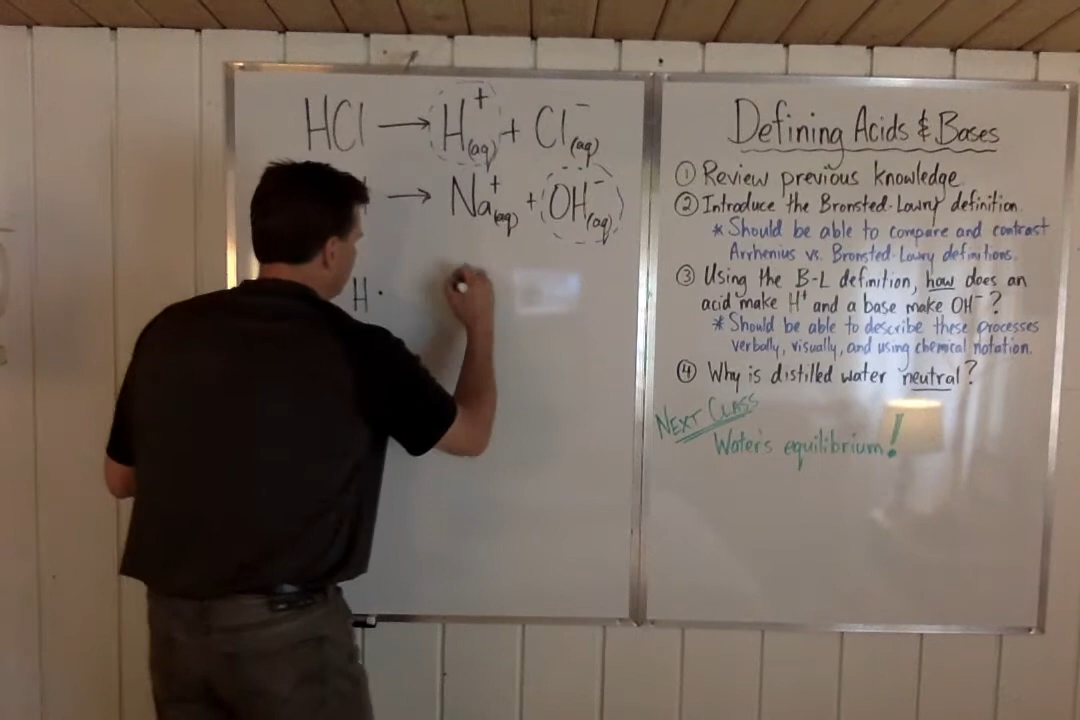 HCl → H⁺(aq) + Cl⁻(aq)
H → Na⁺(aq) + OH⁻(aq)
H·
Defining Acids & Bases
① Review previous knowledge
② Introduce the Bronsted-Lowry definition.
* Should be able to compare and contrast
Arrhenius vs. Bronsted-Lowry definitions.
③ Using the B-L definition, how does an
acid make H⁺ and a base make OH⁻?
* Should be able to describe these processes
verbally, visually, and using chemical notation.
④ Why is distilled water neutral?
NEXT CLASS
Water's equilibrium!